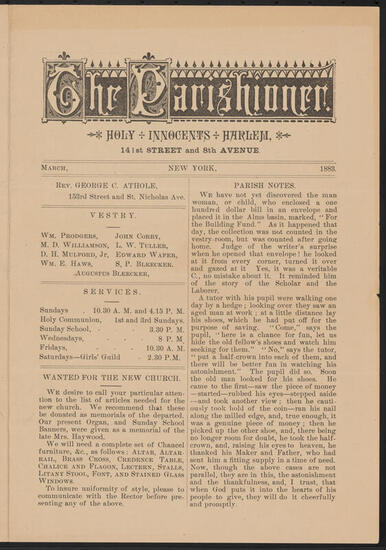 The Parishioner.
HOLY + INNOCENTS + HARLEM,
141st STREET and 8th AVENUE.
MARCH, NEW YORK, 1883.
REV. GEORGE C. ATHOLE,
153rd Street and St. Nicholas Ave.
VESTRY.
WM. PRODGERS, JOHN CORBY,
M. D. WILLIAMSON, L. W. TULLER,
D. H. MULFORD, JR, EDWARD WAFER,
WM. E. HAWS, S. P. BLEECKER.
AUGUSTUS BLEECKER,
SERVICES.
Sundays 10.30 A. M. and 4.15 P. M.
Holy Communion, 1st and 3rd Sundays.
Sunday School, 3.30 P. M.
Wednesdays, 8 P. M.
Fridays, 10.30 A. M.
Saturdays—Girls' Guild 2.30 P. M.
WANTED FOR THE NEW CHURCH.
WE desire to call your particular atten-
tion to the list of articles needed for the
new church. We recommend that these
be donated as memorials of the departed.
Our present Organ, and Sunday School
Banners, were given as a memorial of the
late Mrs. Haywood.
We will need a complete set of Chancel
furniture, &c., as follows: ALTAR, ALTAR-
RAIL, BRASS CROSS, CREDENCE TABLE,
CHALICE AND FLAGON, LECTERN, STALLS,
LITANY STOOL, FONT, AND STAINED GLASS
WINDOWS.
To insure uniformity of style, please to
communicate with the Rector before pre-
senting any of the above.
PARISH NOTES.
WE have not yet discovered the man
woman, or child, who enclosed a one
hundred dollar bill in an envelope and
placed it in the Alms basin, marked, "For
the Building Fund." As it happened that
day, the collection was not counted in the
vestry-room, but was counted after going
home. Judge of the writer's surprise
when he opened that envelope! he looked
at it from every corner, turned it over
and gazed at it Yes, it was a veritable
C., no mistake about it. It reminded him
of the story of the Scholar and the
Laborer.
A tutor with his pupil were walking one
day by a hedge; looking over they saw an
aged man at work; at a little distance lay
his shoes, which he had put off for the
purpose of saving. "Come," says the
pupil, "here is a chance for fun, let us
hide the old fellow's shoes and watch him
seeking for them." "No," says the tutor,
"put a half-crown into each of them, and
there will be better fun in watching his
astonishment." The pupil did so. Soon
the old man looked for his shoes. He
came to the first—saw the piece of money
—started—rubbed his eyes—stepped aside
—and took another view; then he cauti-
ously took hold of the coin—ran his nail
along the milled edge, and, true enough, it
was a genuine piece of money; then he
picked up the other shoe, and, there being
no longer room for doubt, he took the half-
crown, and, raising his eyes to heaven, he
thanked his Maker and Father, who had
sent him a fitting supply in time of need.
Now, though the above cases are not
parallel, they are in this, the astonishment
and the thankfulness, and, I trust, that
when God puts it into the hearts of his
people to give, they will do it cheerfully
and promptly.